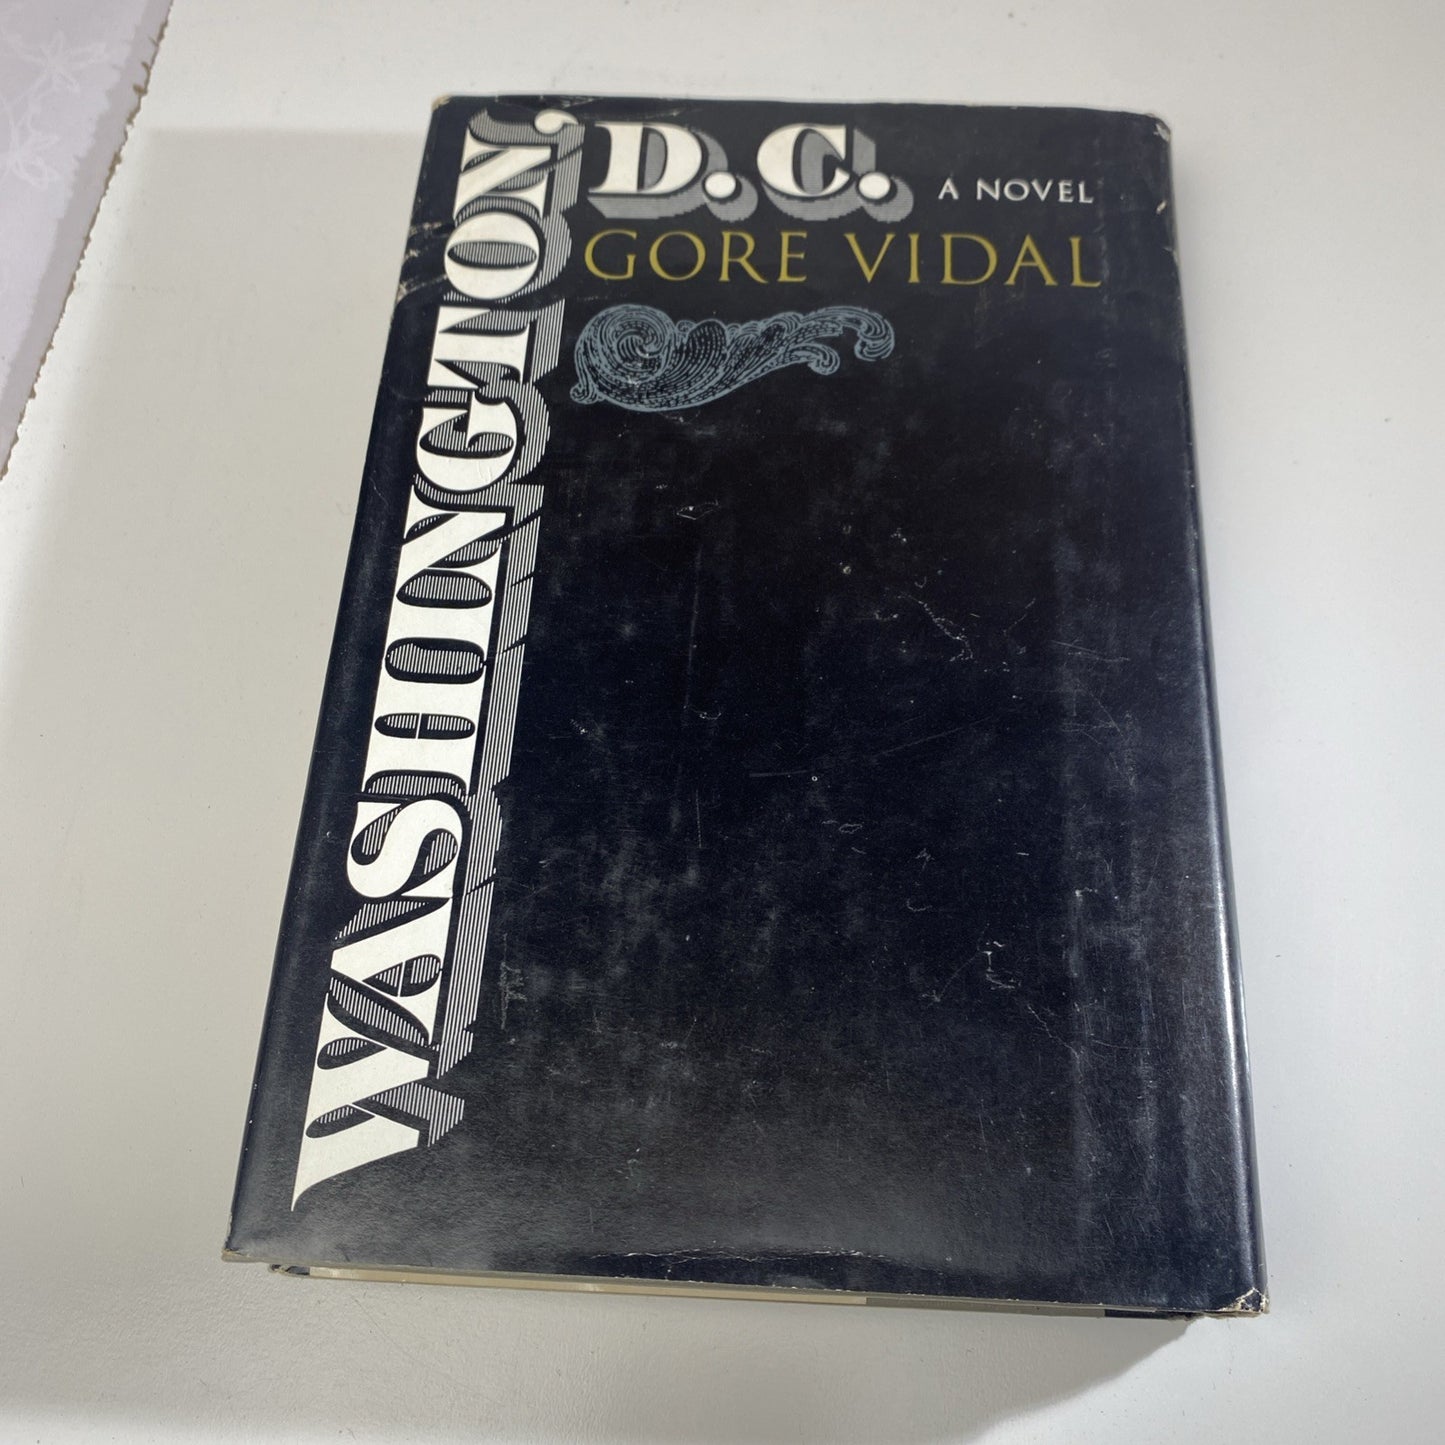 WASHINGTON,
D.C.
A NOVEL
GORE VIDAL